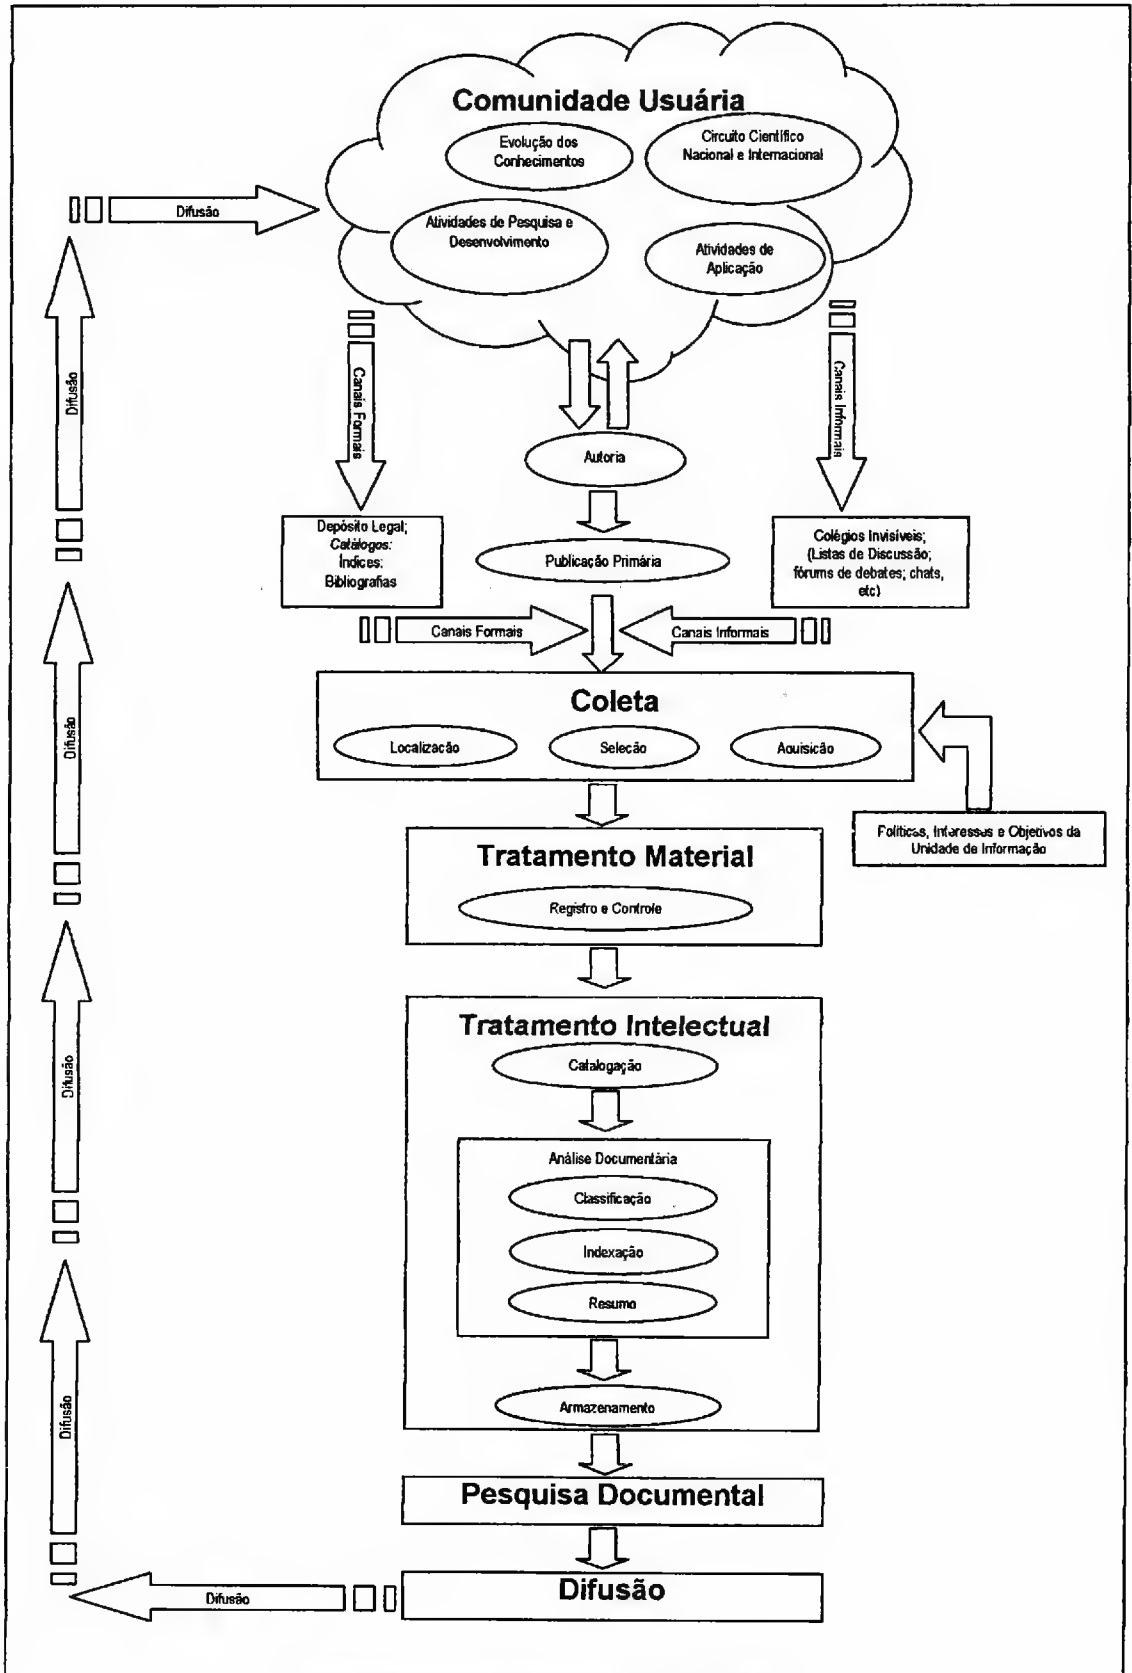 Comunidade Usuária
Evolução dos
Conhecimentos
Circuito Científico
Nacional e Internacional
Atividades de Pesquisa e
Desenvolvimento
Atividades de
Aplicação
Difusão
Difusão
Canais Formais
Canais Informais
Autoria
Depósito Legal;
Catálogos:
Indices:
Bibliografias
Publicação Primária
Colégios Invisíveis;
(Listas de Discussão;
fórums de debates; chats,
etc)
Canais Formais
Canais Informais
Coleta
Localização
Seleção
Aquisição
Difusão
Políticas, Interesses e Objetivos da
Unidade de Informação
Tratamento Material
Registro e Controle
Tratamento Intelectual
Catalogação
Difusão
Análise Documentária
Classificação
Indexação
Resumo
Armazenamento
Difusão
Pesquisa Documental
Difusão
Difusão